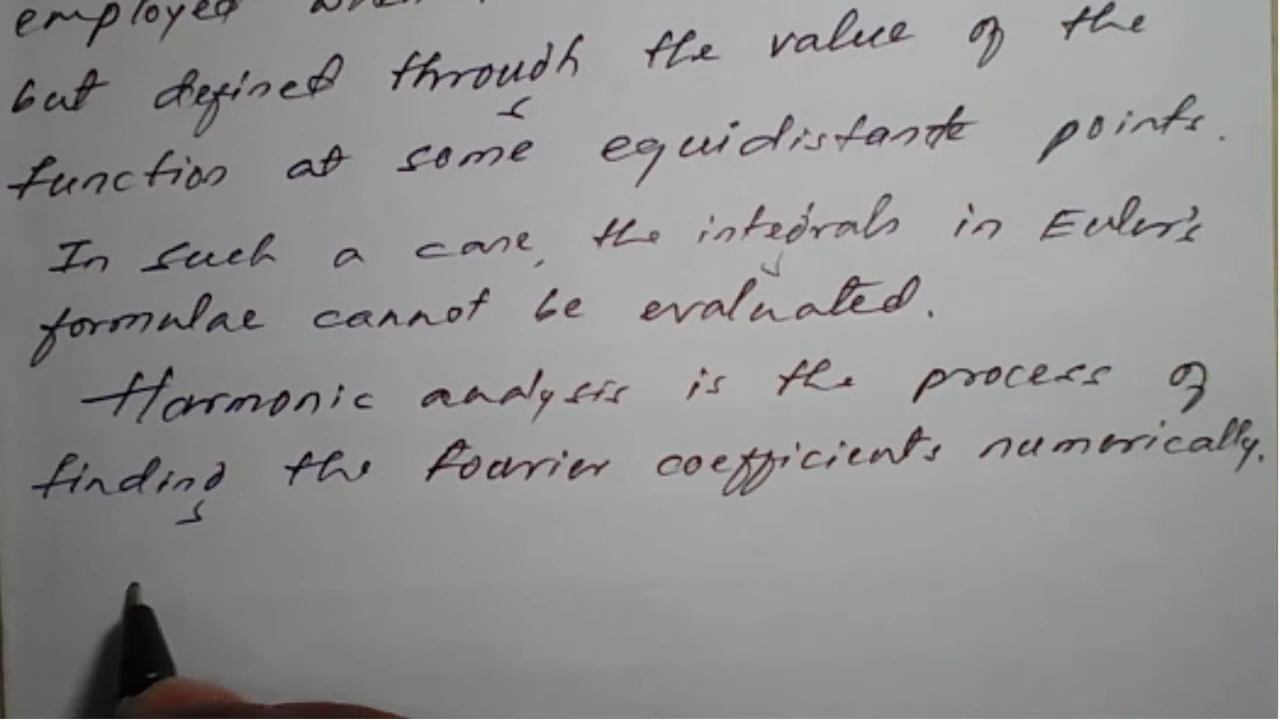 employed
but defined through the value of the
function at some equidistante points.
In such a case, the integrals in Euler's
formulae cannot be evaluated.
Harmonic analysis is the process of
finding the fourier coefficients numerically.